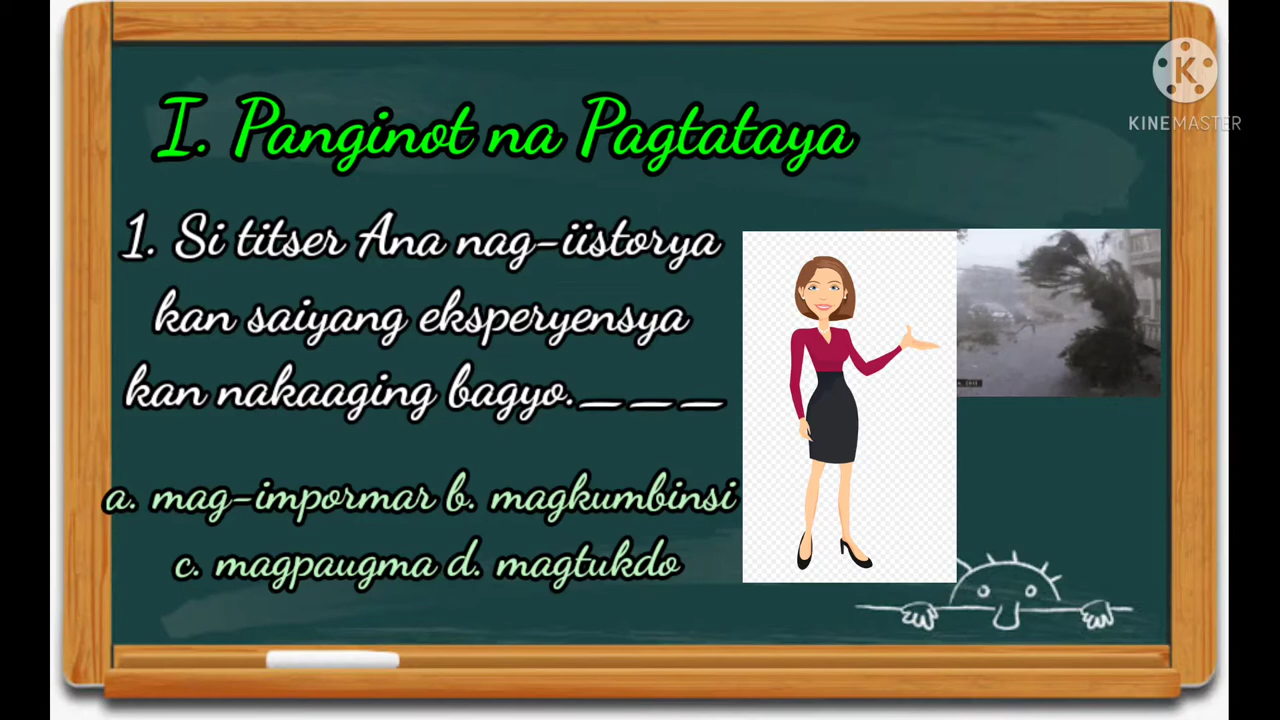 I. Panginot na Pagtataya
KINEMASTER
1. Si titser Ana nag-iistorya
kan saiyang eksperyensya
kan nakaaging bagyo.___
a. mag-impormar b. magkumbinsi
c. magpaugma d. magtukdo